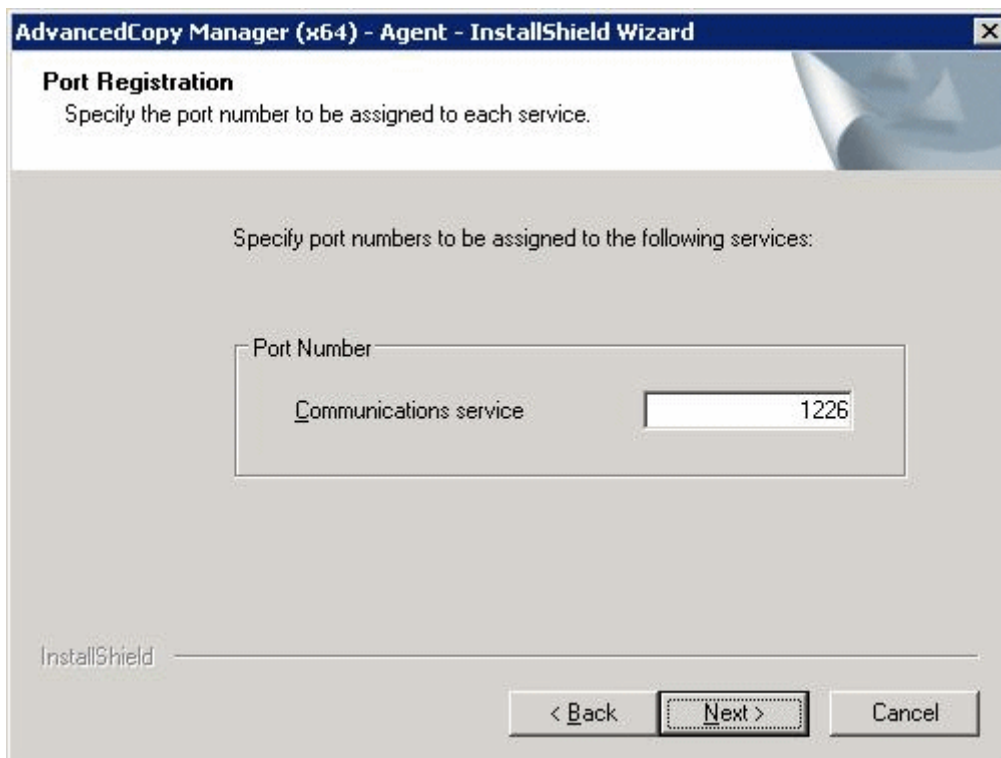 AdvancedCopy Manager (x64) - Agent - InstallShield Wizard
Port Registration
Specify the port number to be assigned to each service.
Specify port numbers to be assigned to the following services:
Port Number
Communications service 1226
InstallShield
< Back Next > Cancel